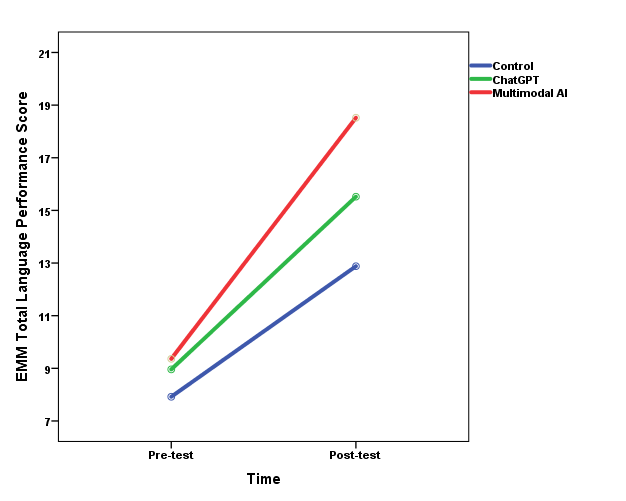 EMM Total Language Performance Score
21
19
17
15
13
11
9
7
Pre-test
Post-test
Time
Control
ChatGPT
Multimodal AI